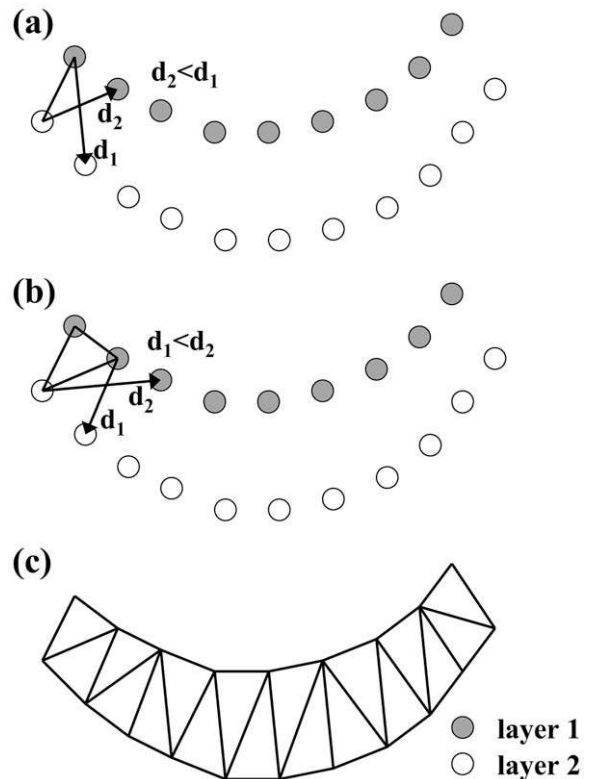 (a)
d₂<d₁
d₂
d₁
(b)
d₁<d₂
d₂
d₁
(c)
layer 1
layer 2